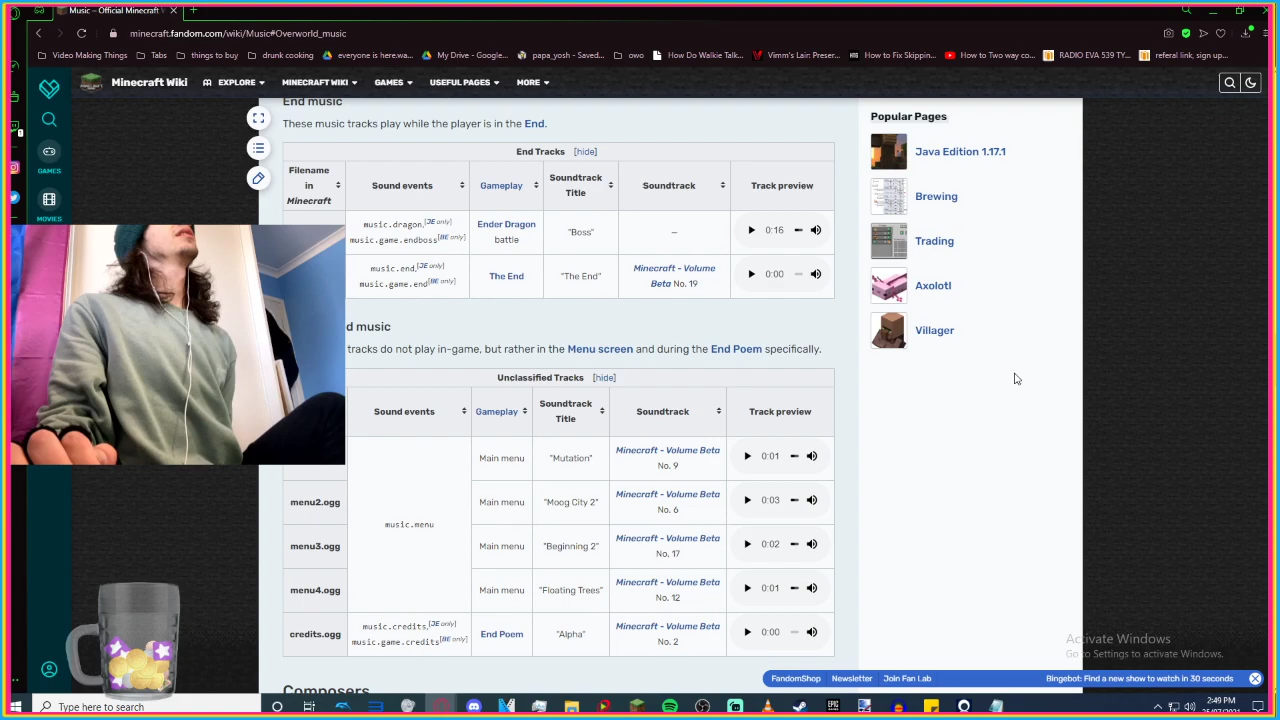 Music – Official Minecraft W
minecraft.fandom.com/wiki/Music#Overworld_music
Video Making Things
Tabs
things to buy
drunk cooking
everyone is here.wa...
My Drive - Google...
papa_yosh - Saved...
owo
How Do Walkie Talk...
Vimm's Lair: Preser...
How to Fix Skippin...
How to Two way co...
RADIO EVA 539 TY...
referal link, sign up...
Minecraft Wiki
EXPLORE
MINECRAFT WIKI
GAMES
USEFUL PAGES
MORE
GAMES
MOVIES
End music
These music tracks play while the player is in the End.
End Tracks [hide]
Filename in Minecraft
Sound events
Gameplay
Soundtrack Title
Soundtrack
Track preview
music.dragon,[JE only]
music.game.endboss[BE only]
Ender Dragon battle
"Boss"
—
0:16
music.end,[JE only]
music.game.end[BE only]
The End
"The End"
Minecraft - Volume Beta No. 19
0:00
d music
tracks do not play in-game, but rather in the Menu screen and during the End Poem specifically.
Unclassified Tracks [hide]
Sound events
Gameplay
Soundtrack Title
Soundtrack
Track preview
Main menu
"Mutation"
Minecraft - Volume Beta No. 9
0:01
menu2.ogg
music.menu
Main menu
"Moog City 2"
Minecraft - Volume Beta No. 6
0:03
menu3.ogg
Main menu
"Beginning 2"
Minecraft - Volume Beta No. 17
0:02
menu4.ogg
Main menu
"Floating Trees"
Minecraft - Volume Beta No. 12
0:01
credits.ogg
music.credits,[JE only]
music.game.credits[BE only]
End Poem
"Alpha"
Minecraft - Volume Beta No. 2
0:00
Composers
Popular Pages
Java Edition 1.17.1
Brewing
Trading
Axolotl
Villager
Activate Windows
Go to Settings to activate Windows.
FandomShop
Newsletter
Join Fan Lab
Bingebot: Find a new show to watch in 30 seconds
Type here to search
EPIC
2:49 PM
25/07/2021